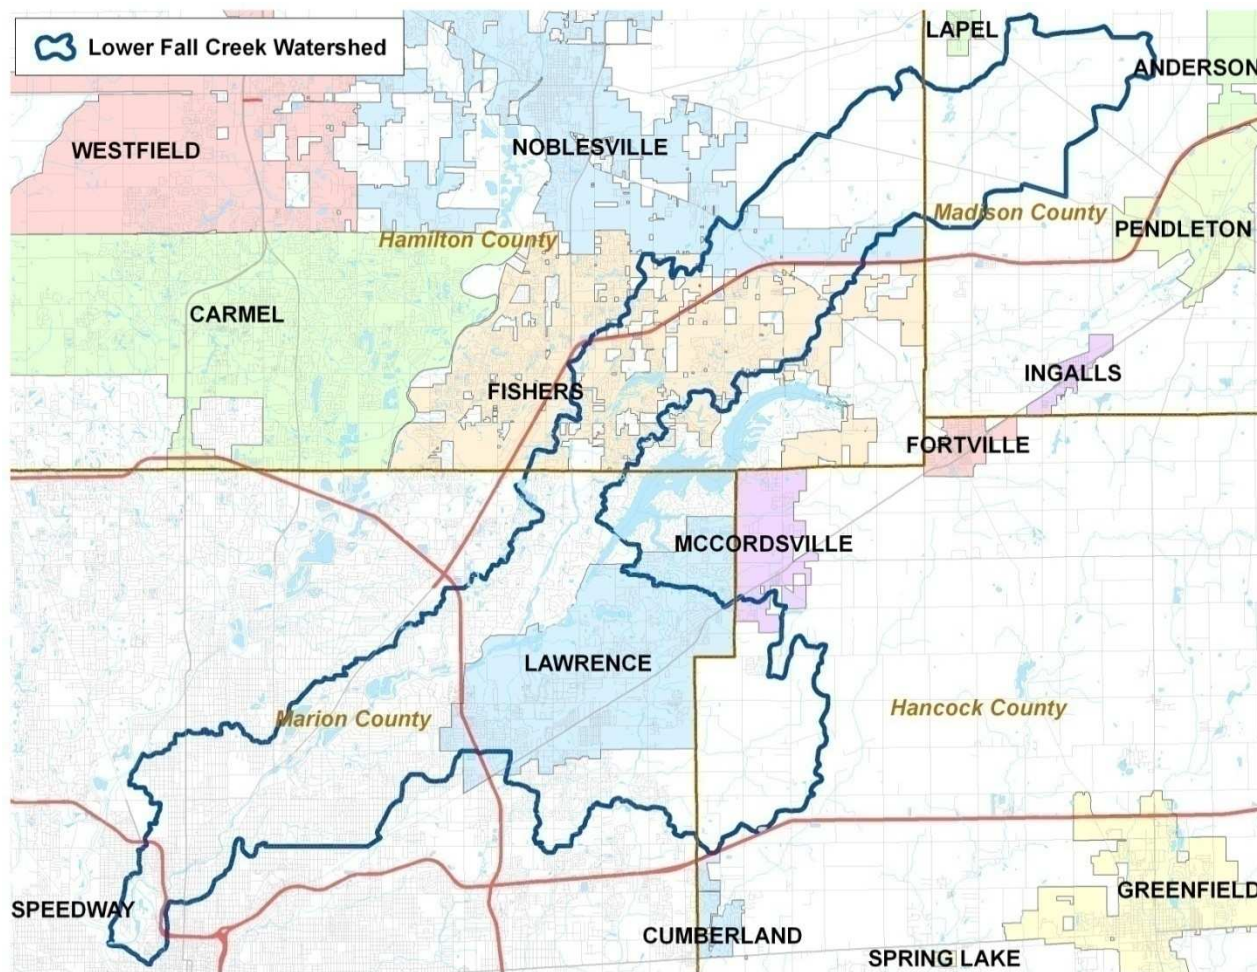 Lower Fall Creek Watershed
LAPEL
ANDERSON
WESTFIELD
NOBLESVILLE
Hamilton County
Madison County
PENDLETON
CARMEL
INGALLS
FISHERS
FORTVILLE
MCCORDSVILLE
LAWRENCE
Marion County
Hancock County
GREENFIELD
SPEEDWAY
CUMBERLAND
SPRING LAKE